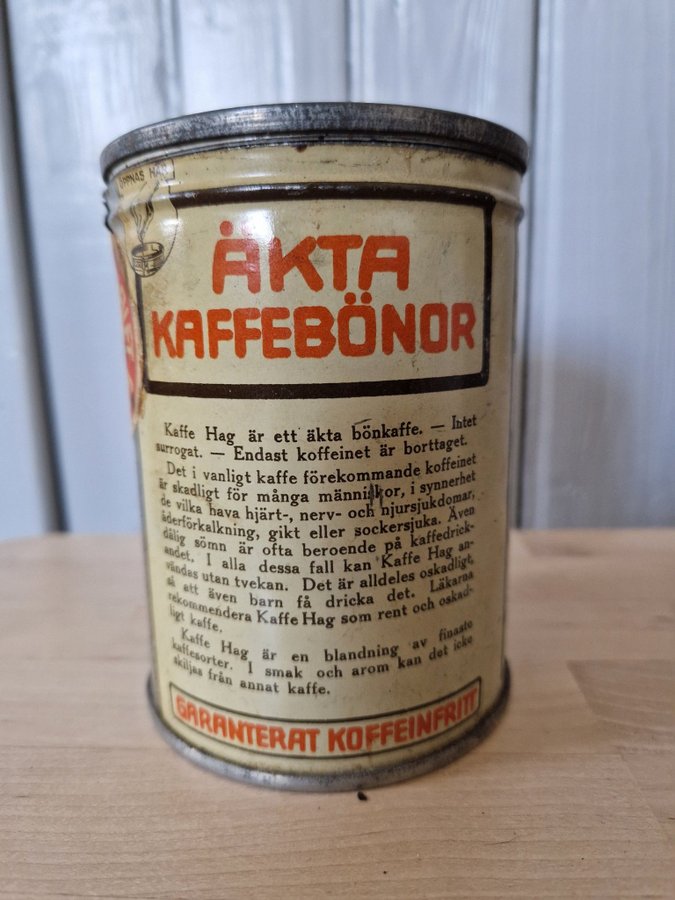 ÖPPNAS HÄR
ÄKTA
KAFFEBÖNOR
Kaffe Hag är ett äkta bönkaffe. — Intet
surrogat. — Endast koffeinet är borttaget.
Det i vanligt kaffe förekommande koffeinet
är skadligt för många människor, i synnerhet
de vilka hava hjärt-, nerv- och njursjukdomar,
åderförkalkning, gikt eller sockersjuka. Även
dålig sömn är ofta beroende på kaffedrick-
andet. I alla dessa fall kan Kaffe Hag an-
vändas utan tvekan. Det är alldeles oskadligt,
så att även barn få dricka det. Läkarna
rekommendera Kaffe Hag som rent och oskad-
ligt kaffe.
Kaffe Hag är en blandning av finaste
kaffesorter. I smak och arom kan det icke
skiljas från annat kaffe.
GARANTERAT KOFFEINFRITT